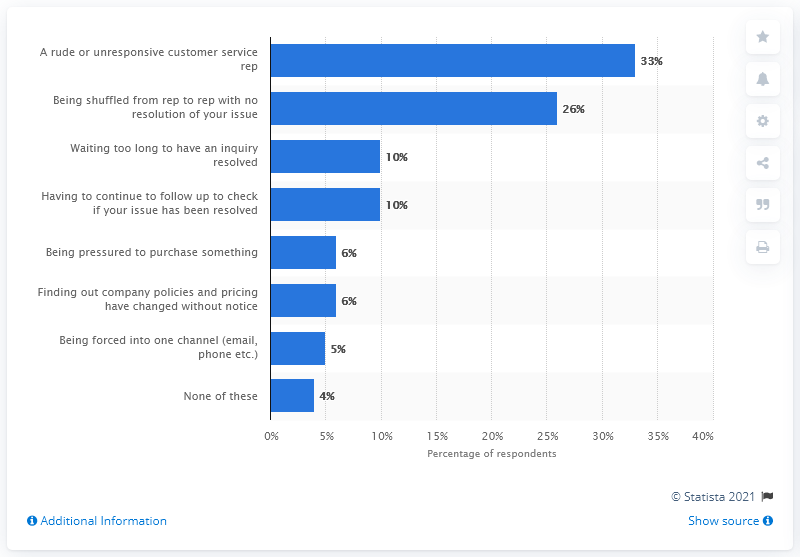 A rude or unresponsive customer service
rep
33%
Being shuffled from rep to rep with no
resolution of your issue
26%
Waiting too long to have an inquiry
resolved
10%
Having to continue to follow up to check
if your issue has been resolved
10%
Being pressured to purchase something
6%
Finding out company policies and pricing
have changed without notice
6%
Being forced into one channel (email,
phone etc.)
5%
None of these
4%
0% 5% 10% 15% 20% 25% 30% 35% 40%
Percentage of respondents
© Statista 2021
Additional Information
Show source